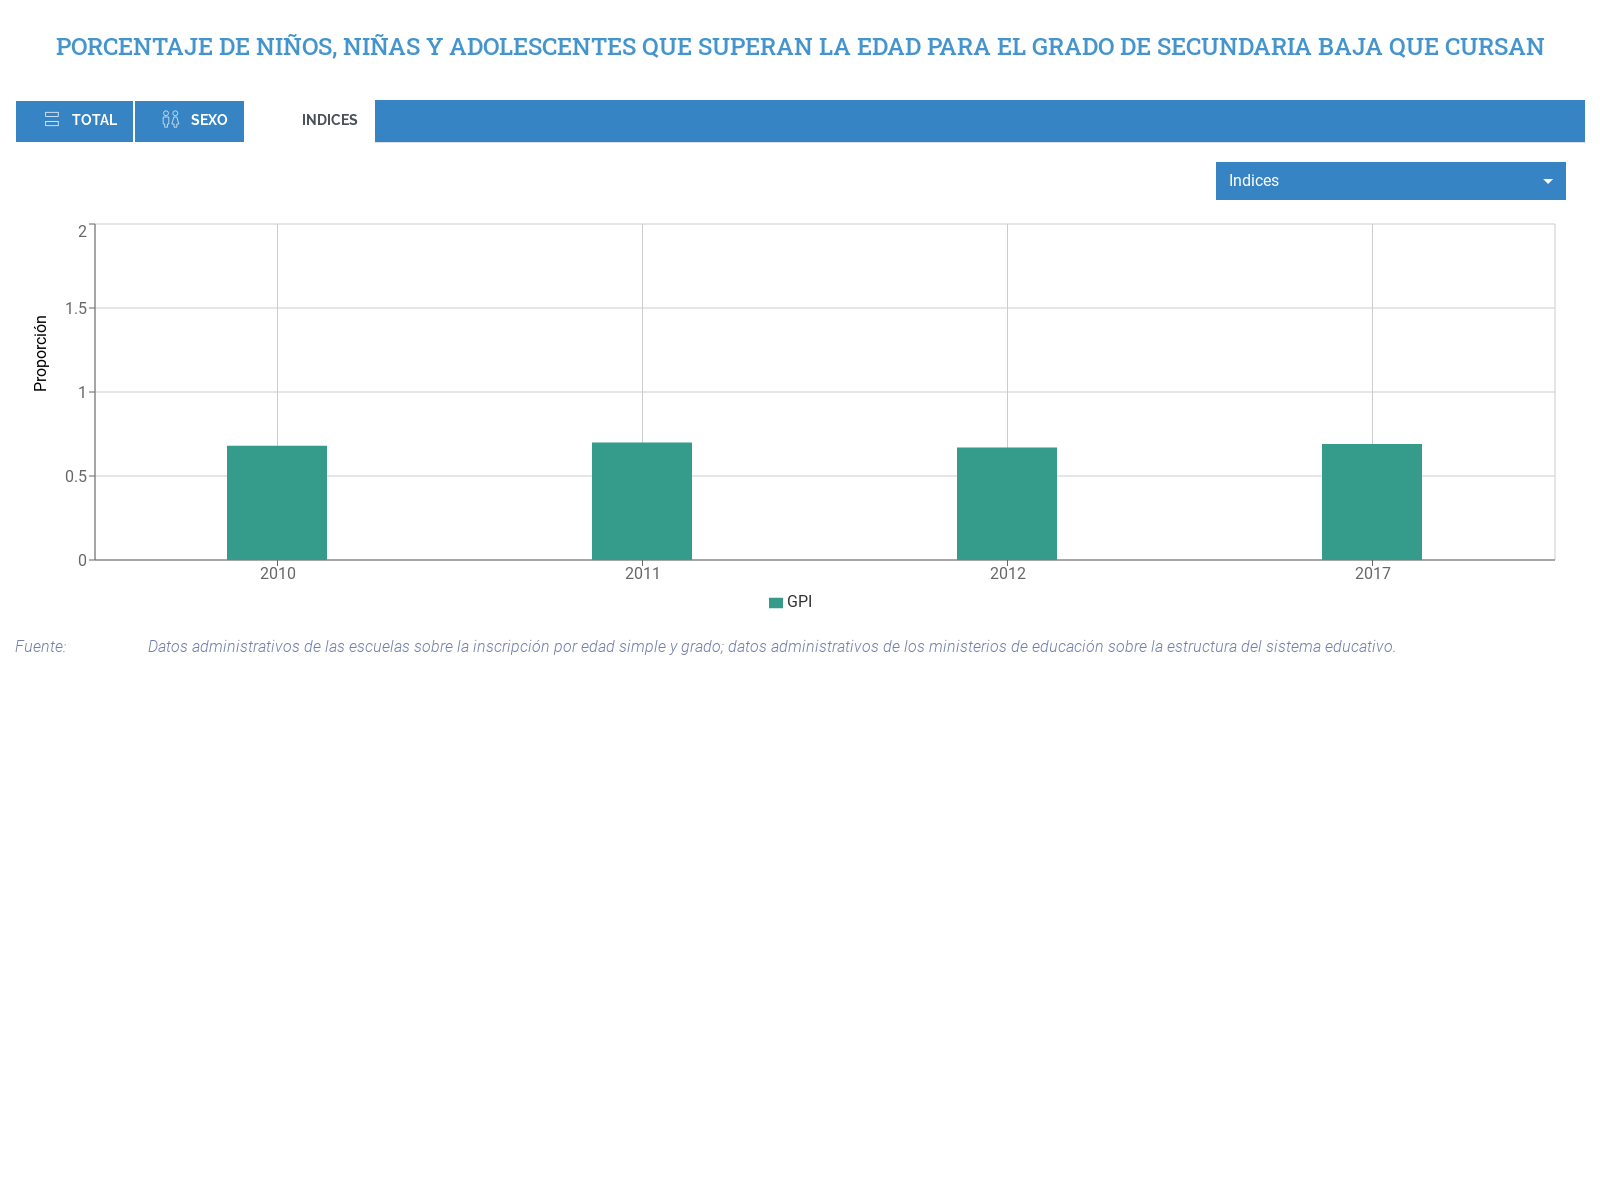 PORCENTAJE DE NIÑOS, NIÑAS Y ADOLESCENTES QUE SUPERAN LA EDAD PARA EL GRADO DE SECUNDARIA BAJA QUE CURSAN
TOTAL SEXO INDICES
Indices
2
1.5
1
0.5
0
Proporción
2010 2011 2012 2017
GPI
Fuente: Datos administrativos de las escuelas sobre la inscripción por edad simple y grado; datos administrativos de los ministerios de educación sobre la estructura del sistema educativo.